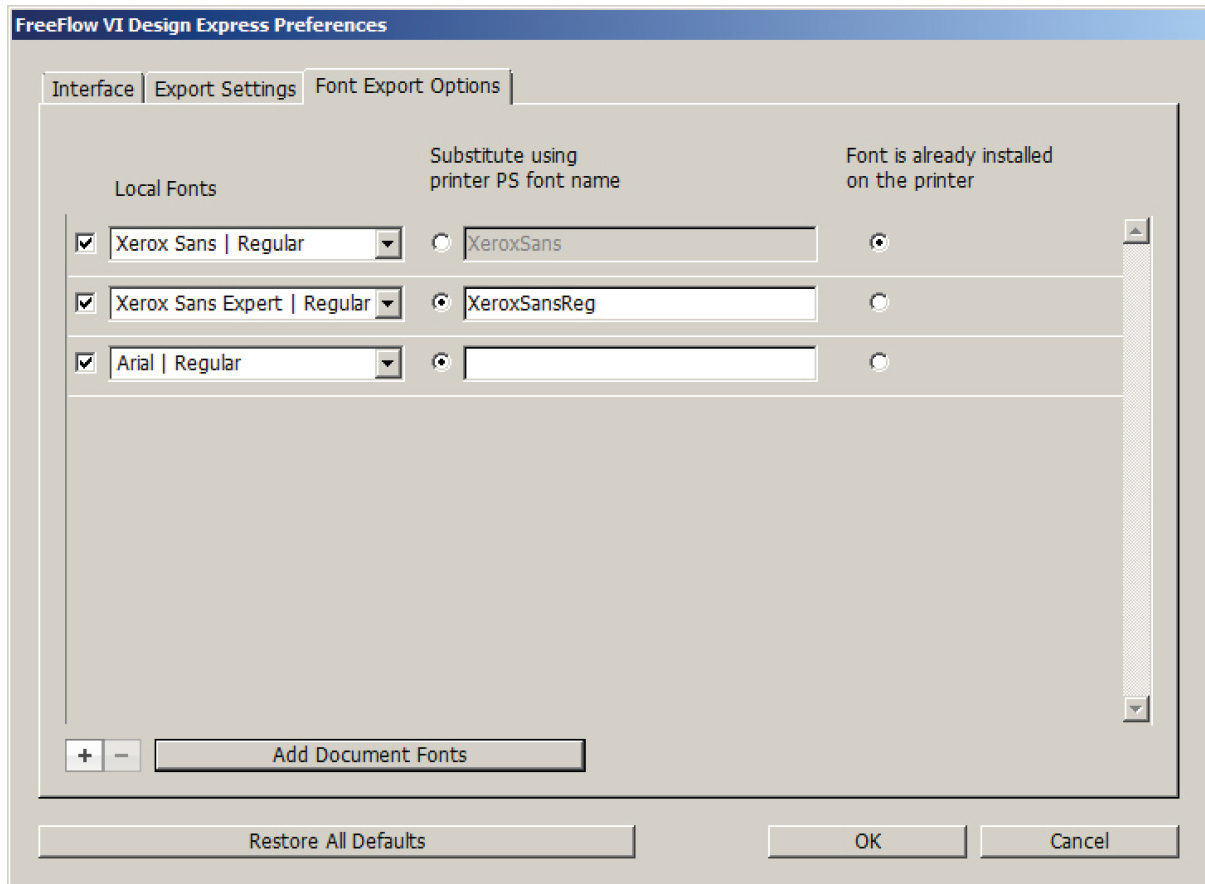 FreeFlow VI Design Express Preferences
Interface
Export Settings
Font Export Options
Local Fonts
Substitute using
printer PS font name
Font is already installed
on the printer
Xerox Sans | Regular
XeroxSans
Xerox Sans Expert | Regular
XeroxSansReg
Arial | Regular
+
−
Add Document Fonts
Restore All Defaults
OK
Cancel